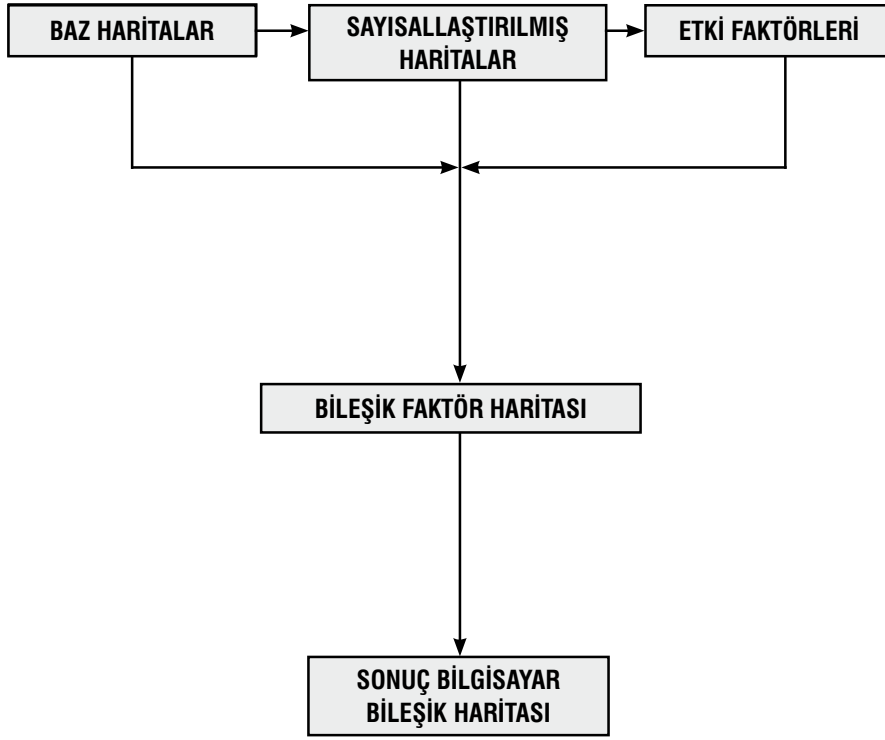 BAZ HARİTALAR
SAYISALLAŞTIRILMIŞ
HARİTALAR
ETKİ FAKTÖRLERİ
BİLEŞİK FAKTÖR HARİTASI
SONUÇ BİLGİSAYAR
BİLEŞİK HARİTASI